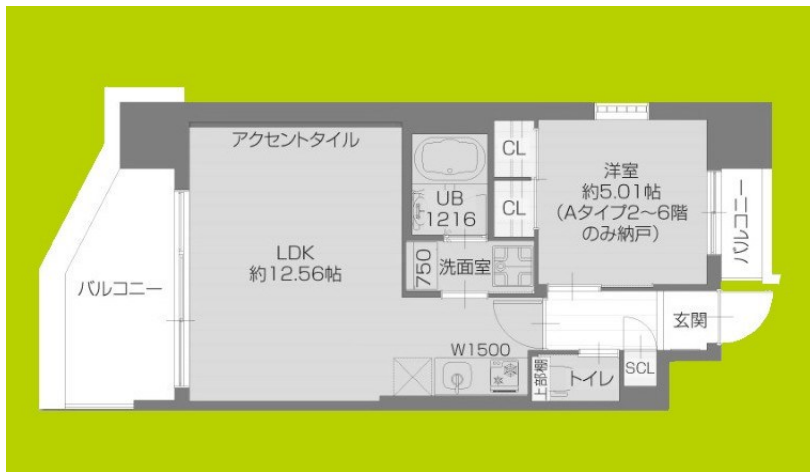 アクセントタイル
LDK
約12.56帖
バルコニー
UB
1216
CL
CL
洋室
約5.01帖
(Aタイプ2〜6階
のみ納戸)
バルコニー
750
洗面室
W1500
玄関
上部棚
トイレ
SCL